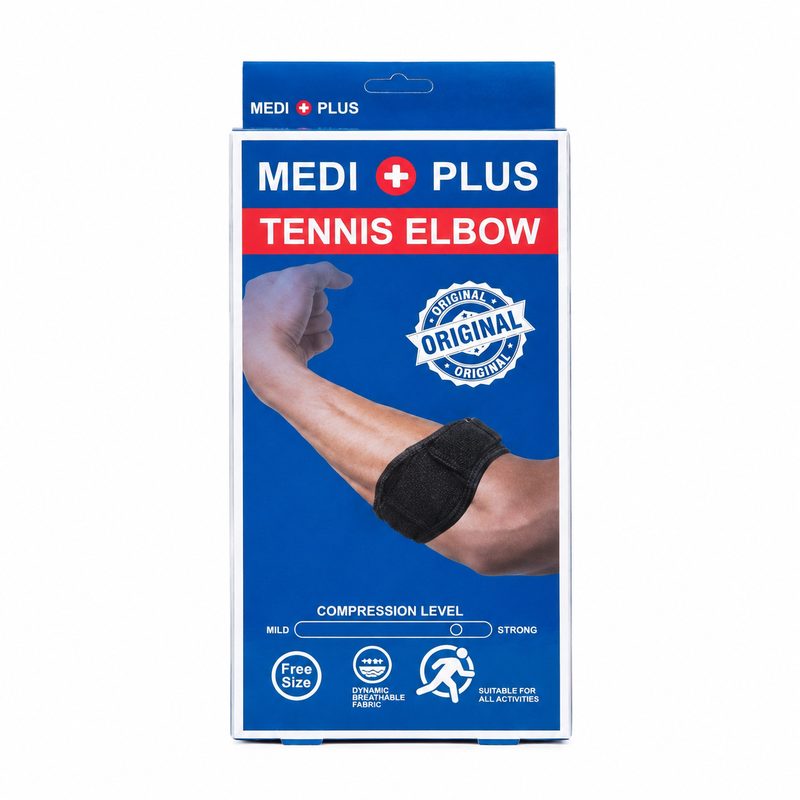 MEDI PLUS
MEDI PLUS
TENNIS ELBOW
ORIGINAL
ORIGINAL
ORIGINAL
COMPRESSION LEVEL
MILD STRONG
Free
Size
DYNAMIC
BREATHABLE
FABRIC
SUITABLE FOR
ALL ACTIVITIES